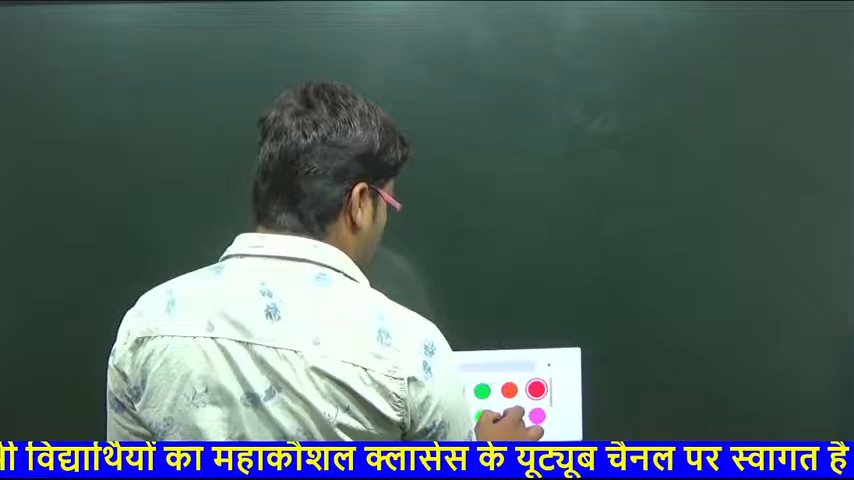 विद्यार्थियों का महाकौशल क्लासेस के यूट्यूब चैनल पर स्वागत है